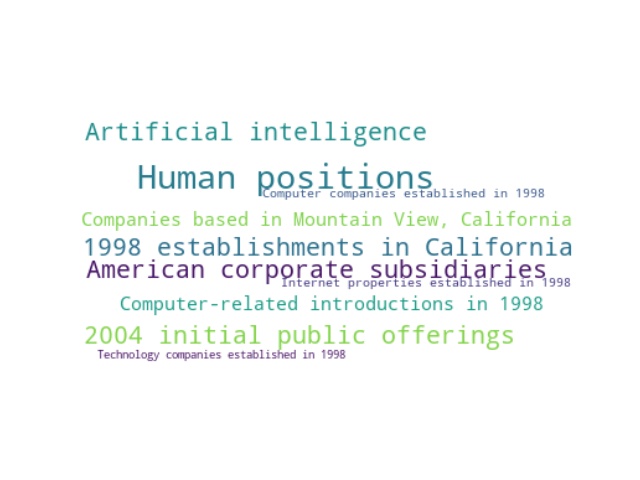 Artificial intelligence
Human positions
Computer companies established in 1998
Companies based in Mountain View, California
1998 establishments in California
American corporate subsidiaries
Internet properties established in 1998
Computer-related introductions in 1998
2004 initial public offerings
Technology companies established in 1998